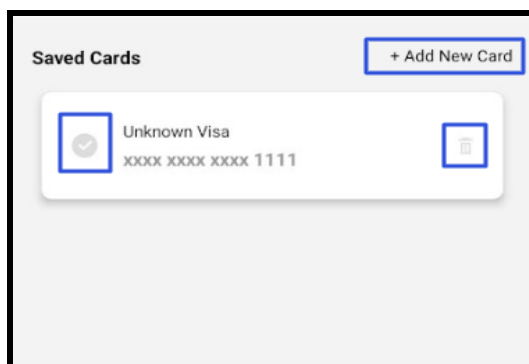 Saved Cards
+ Add New Card
Unknown Visa
xxxx xxxx xxxx 1111